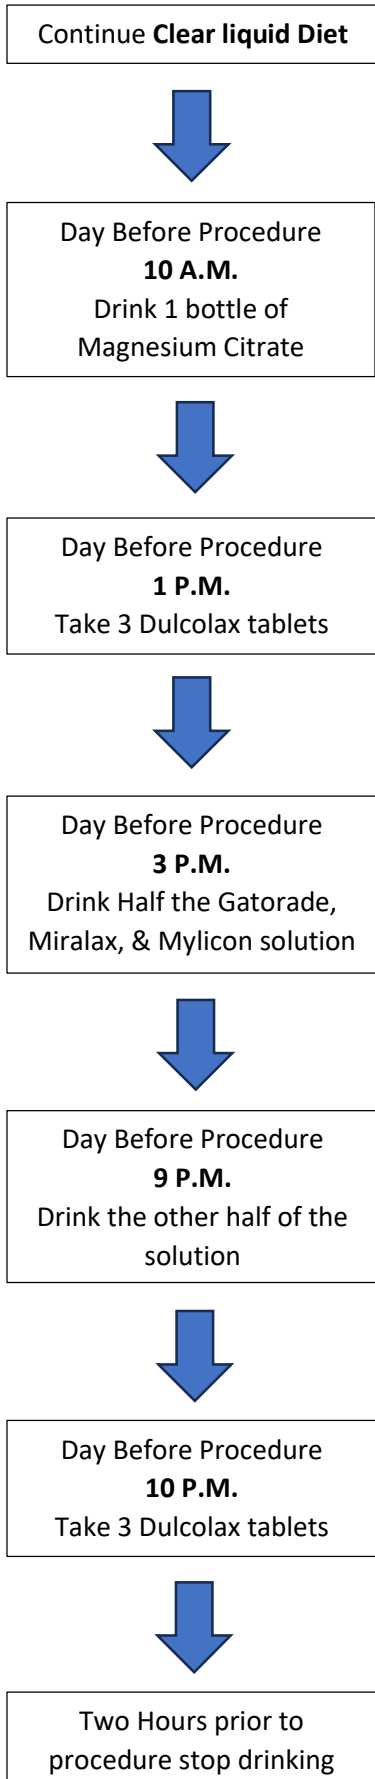 Continue Clear liquid Diet
Day Before Procedure
10 A.M.
Drink 1 bottle of
Magnesium Citrate
Day Before Procedure
1 P.M.
Take 3 Dulcolax tablets
Day Before Procedure
3 P.M.
Drink Half the Gatorade,
Miralax, & Mylicon solution
Day Before Procedure
9 P.M.
Drink the other half of the
solution
Day Before Procedure
10 P.M.
Take 3 Dulcolax tablets
Two Hours prior to
procedure stop drinking